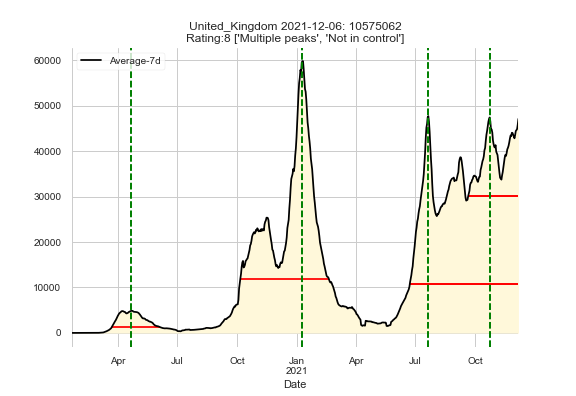 United_Kingdom 2021-12-06: 10575062
Rating:8 ['Multiple peaks', 'Not in control']
Average-7d
60000
50000
40000
30000
20000
10000
0
Apr Jul Oct Jan Apr Jul Oct
2021
Date